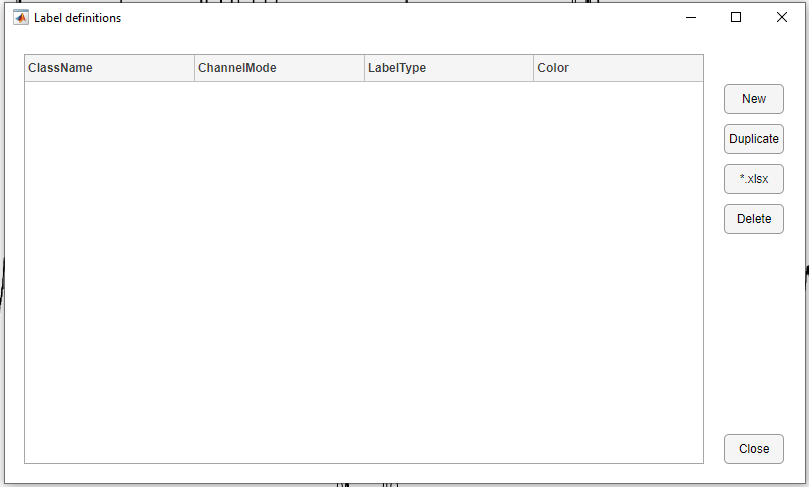 Label definitions
ClassName ChannelMode LabelType Color
New
Duplicate
*.xlsx
Delete
Close